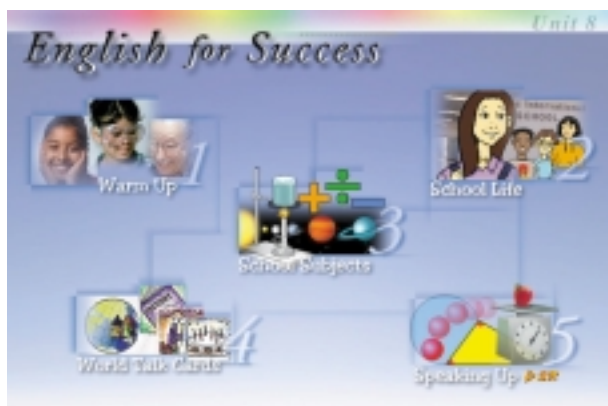 Unit 8
English for Success
1
Warm Up
2
School Life
3
School Subjects
4
World Talk Cards
5
Speaking Up